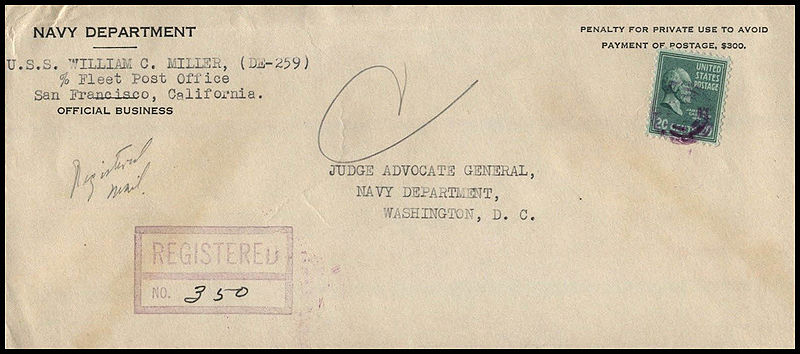 NAVY DEPARTMENT
U.S.S. WILLIAM C. MILLER, (DE-259)
% Fleet Post Office
San Francisco, California.
OFFICIAL BUSINESS
PENALTY FOR PRIVATE USE TO AVOID
PAYMENT OF POSTAGE, $300.
UNITED
STATES
POSTAGE
Registered
mail.
JUDGE ADVOCATE GENERAL,
NAVY DEPARTMENT,
WASHINGTON, D. C.
REGISTERED
NO. 350